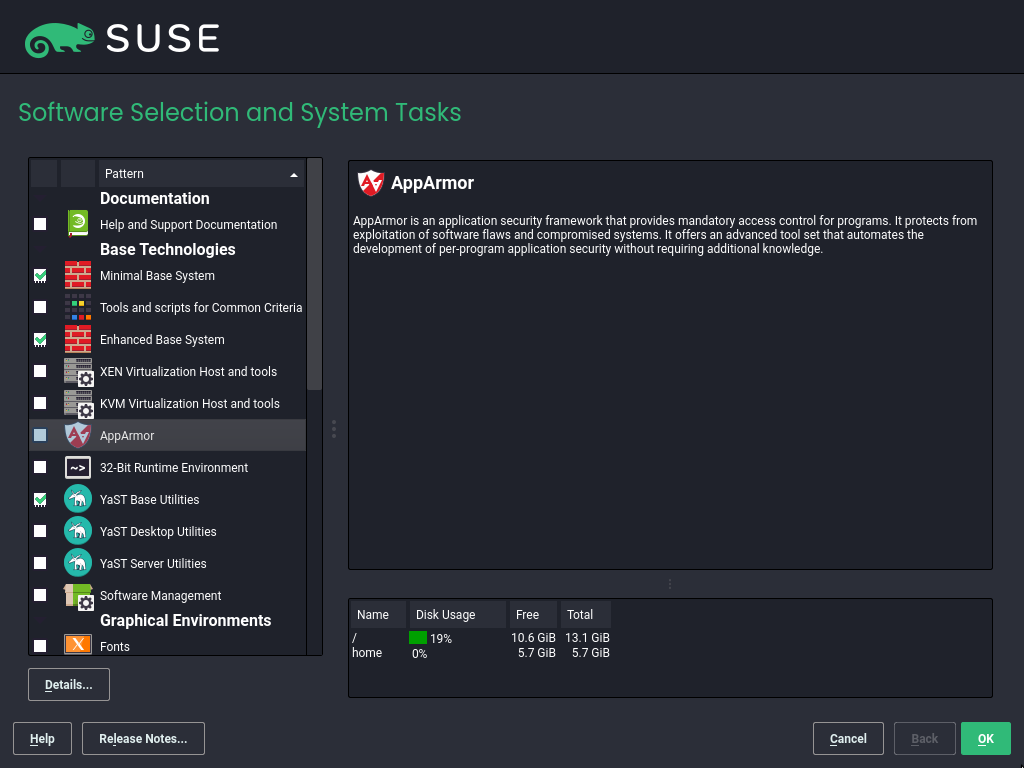 SUSE
Software Selection and System Tasks
Pattern
Documentation
Help and Support Documentation
Base Technologies
Minimal Base System
Tools and scripts for Common Criteria
Enhanced Base System
XEN Virtualization Host and tools
KVM Virtualization Host and tools
AppArmor
32-Bit Runtime Environment
~>
YaST Base Utilities
YaST Desktop Utilities
YaST Server Utilities
Software Management
Graphical Environments
X
Fonts
Details...
AppArmor
AppArmor is an application security framework that provides mandatory access control for programs. It protects from
exploitation of software flaws and compromised systems. It offers an advanced tool set that automates the
development of per-program application security without requiring additional knowledge.
Name Disk Usage Free Total
/ 19% 10.6 GiB 13.1 GiB
home 0% 5.7 GiB 5.7 GiB
Help Release Notes... Cancel Back OK